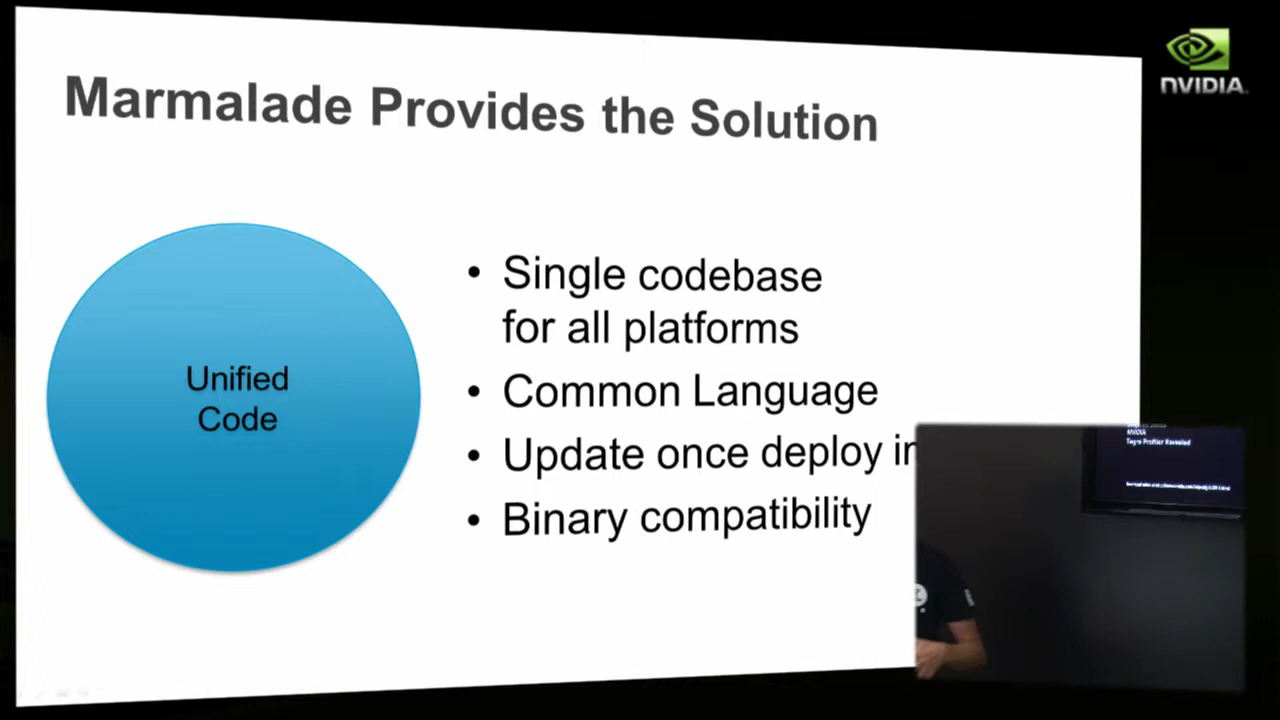 Marmalade Provides the Solution
NVIDIA
• Single codebase
for all platforms
• Common Language
• Update once deploy in
• Binary compatibility
Unified
Code
NVIDIA
Tegra Profiler Revealed